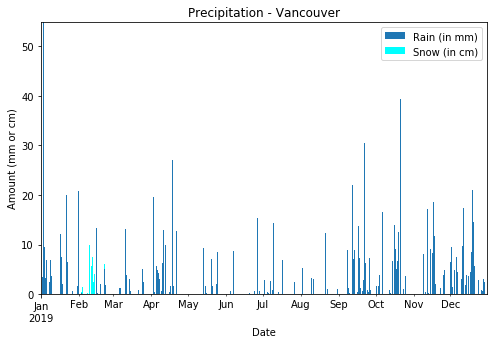 Precipitation - Vancouver
Rain (in mm)
Snow (in cm)
Amount (mm or cm)
50
40
30
20
10
0
Jan Feb Mar Apr May Jun Jul Aug Sep Oct Nov Dec
2019
Date